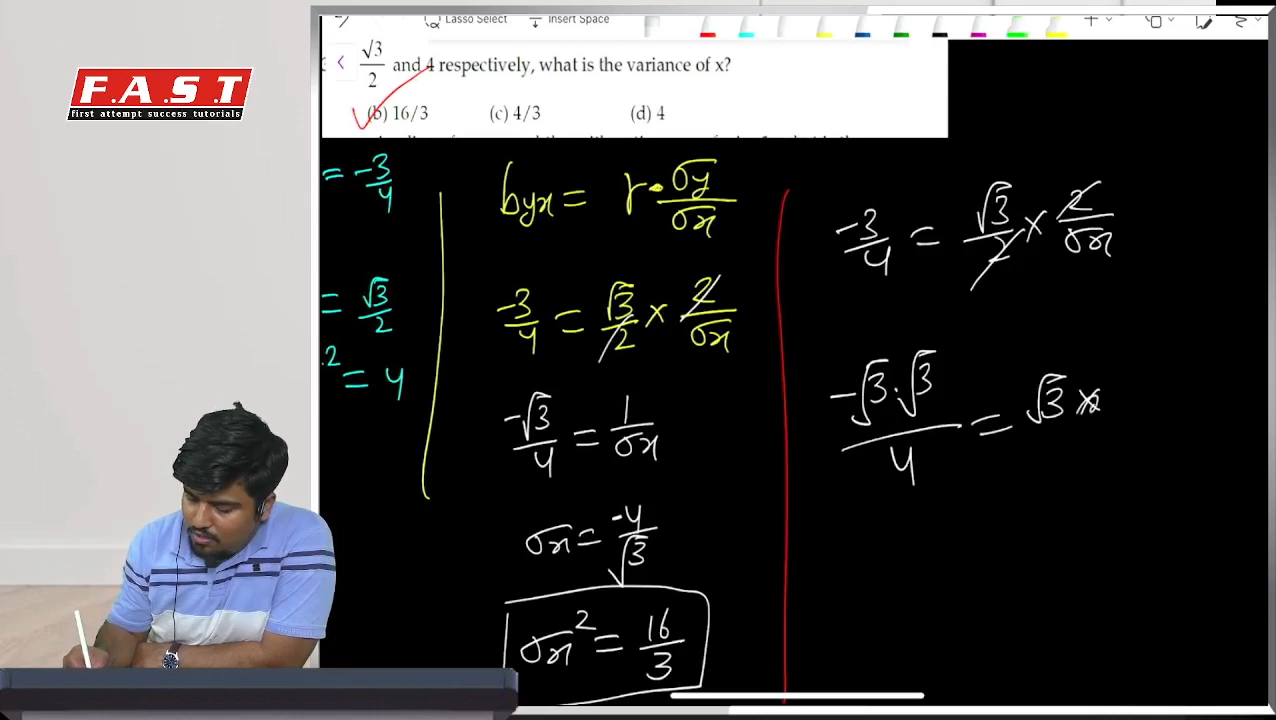 Lasso Select Insert Space
F.A.S.T
first attempt success tutorials
√3/2 and 4 respectively, what is the variance of x?
(b) 16/3 (c) 4/3 (d) 4
= -3/4
= √3/2
.2 = 4
byx = r · σy/σx
-3/4 = √3/2 × 2/σx
-√3/4 = 1/σx
σx = -4/√3
σx² = 16/3
-3/4 = √3/2 × 2/σx
-√3·√3/4 = √3 ×